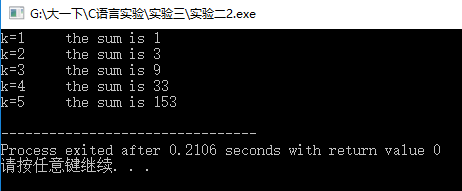 G:\大一下\C语言实验\实验三\实验二2.exe
k=1 the sum is 1
k=2 the sum is 3
k=3 the sum is 9
k=4 the sum is 33
k=5 the sum is 153
--------------------------------
Process exited after 0.2106 seconds with return value 0
请按任意键继续. . .